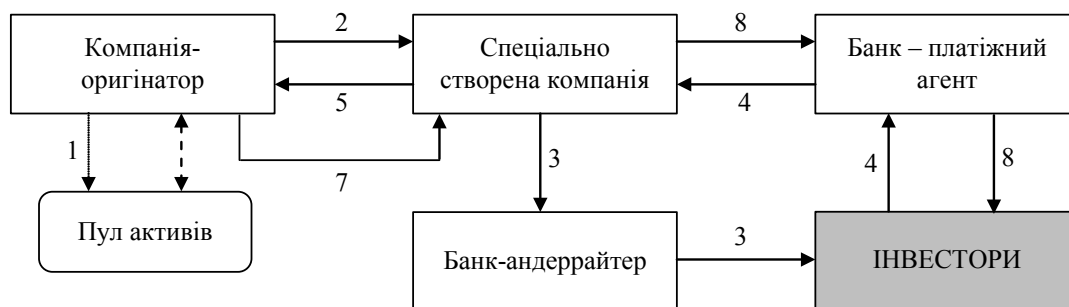 Компанія-
оригінатор
2
5
Спеціально
створена компанія
8
4
Банк – платіжний
агент
1
7
3
4
8
Пул активів
Банк-андеррайтер
3
ІНВЕСТОРИ